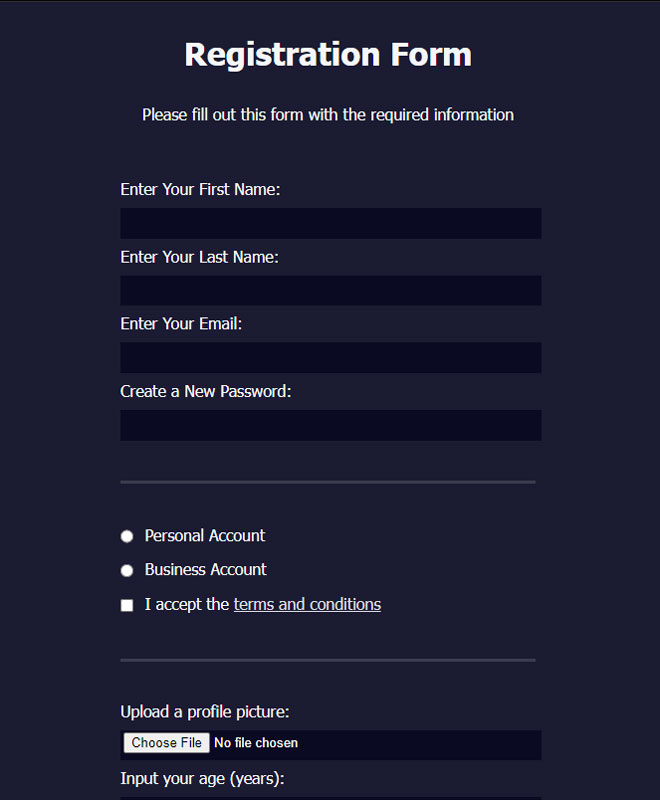 Registration Form
Please fill out this form with the required information
Enter Your First Name:
Enter Your Last Name:
Enter Your Email:
Create a New Password:
Personal Account
Business Account
I accept the terms and conditions
Upload a profile picture:
Choose File No file chosen
Input your age (years):